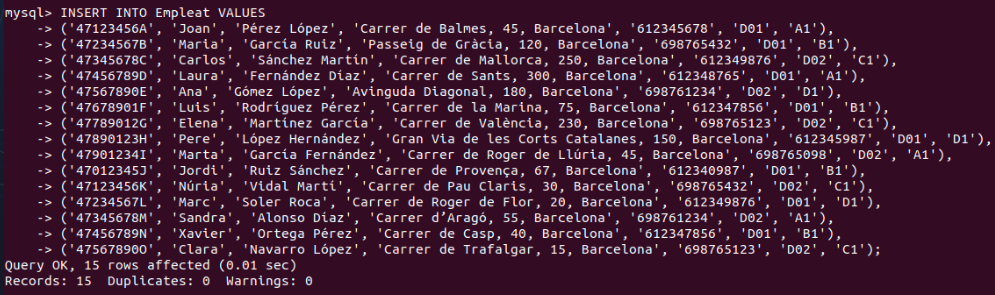 mysql> INSERT INTO Empleat VALUES
    -> ('47123456A', 'Joan', 'Pérez López', 'Carrer de Balmes, 45, Barcelona', '612345678', 'D01', 'A1'),
    -> ('47234567B', 'Maria', 'García Ruiz', 'Passeig de Gràcia, 120, Barcelona', '698765432', 'D01', 'B1'),
    -> ('47345678C', 'Carlos', 'Sánchez Martín', 'Carrer de Mallorca, 250, Barcelona', '612349876', 'D02', 'C1'),
    -> ('47456789D', 'Laura', 'Fernández Díaz', 'Carrer de Sants, 300, Barcelona', '612348765', 'D01', 'A1'),
    -> ('47567890E', 'Ana', 'Gómez López', 'Avinguda Diagonal, 180, Barcelona', '698761234', 'D02', 'D1'),
    -> ('47678901F', 'Luis', 'Rodríguez Pérez', 'Carrer de la Marina, 75, Barcelona', '612347856', 'D01', 'B1'),
    -> ('47789012G', 'Elena', 'Martínez García', 'Carrer de València, 230, Barcelona', '698765123', 'D02', 'C1'),
    -> ('47890123H', 'Pere', 'López Hernández', 'Gran Via de les Corts Catalanes, 150, Barcelona', '612345987', 'D01', 'D1'),
    -> ('47901234I', 'Marta', 'García Fernández', 'Carrer de Roger de Llúria, 45, Barcelona', '698765098', 'D02', 'A1'),
    -> ('47012345J', 'Jordi', 'Ruiz Sánchez', 'Carrer de Provença, 67, Barcelona', '612340987', 'D01', 'B1'),
    -> ('47123456K', 'Núria', 'Vidal Martí', 'Carrer de Pau Claris, 30, Barcelona', '698765432', 'D02', 'C1'),
    -> ('47234567L', 'Marc', 'Soler Roca', 'Carrer de Roger de Flor, 20, Barcelona', '612349876', 'D01', 'D1'),
    -> ('47345678M', 'Sandra', 'Alonso Díaz', 'Carrer d’Aragó, 55, Barcelona', '698761234', 'D02', 'A1'),
    -> ('47456789N', 'Xavier', 'Ortega Pérez', 'Carrer de Casp, 40, Barcelona', '612347856', 'D01', 'B1'),
    -> ('47567890O', 'Clara', 'Navarro López', 'Carrer de Trafalgar, 15, Barcelona', '698765123', 'D02', 'C1');
Query OK, 15 rows affected (0.01 sec)
Records: 15  Duplicates: 0  Warnings: 0